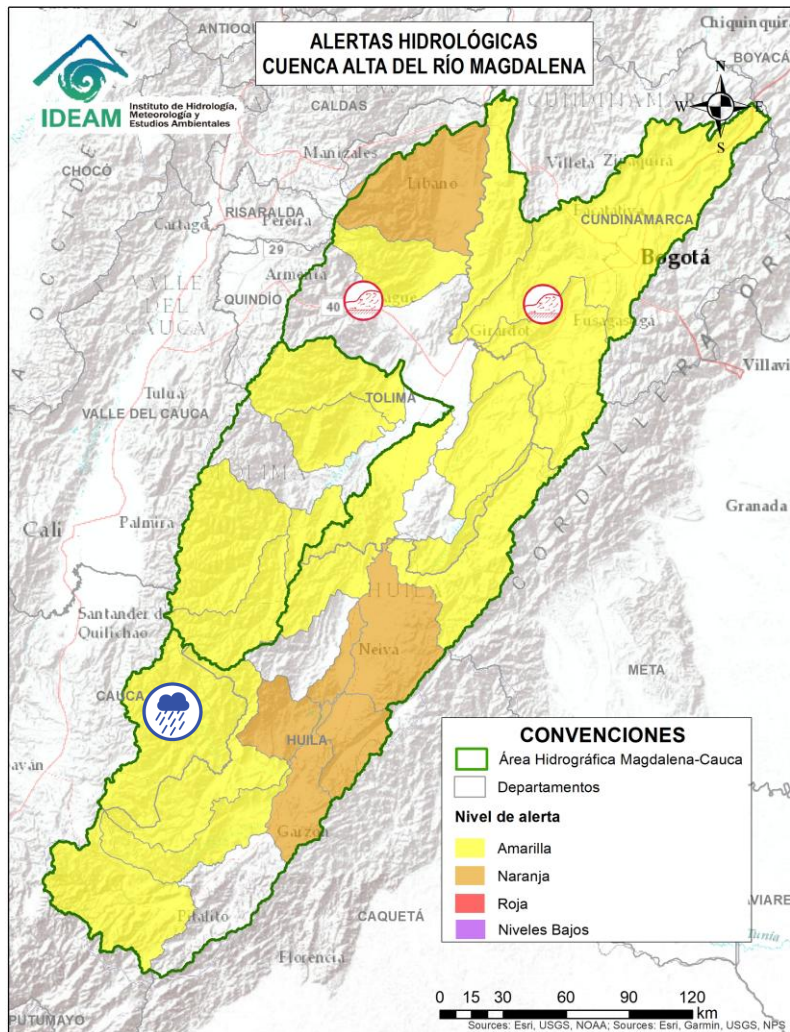 ALERTAS HIDROLÓGICAS
CUENCA ALTA DEL RÍO MAGDALENA
IDEAM
Instituto de Hidrología,
Meteorología y
Estudios Ambientales
N
W
E
S
Chiquinquirá
BOYACÁ
CALDAS
Manizales
Líbano
Villeta
CHOCÓ
RISARALDA
Pereira
Cartago
CUNDINAMARCA
Bogotá
29
Armenia
QUINDÍO
40
VALLE
DEL
CAUCA
Girardot
Fusagasugá
Villavi
Tuluá
VALLE DEL CAUCA
TOLIMA
Granada
Cali
Palmira
HUILA
Santander de
Quilichao
Neiva
META
CAUCA
HUILA
Garzón
Pitalito
CAQUETÁ
Florencia
PUTUMAYO
VIARE
Tunía
CONVENCIONES
Área Hidrográfica Magdalena-Cauca
Departamentos
Nivel de alerta
Amarilla
Naranja
Roja
Niveles Bajos
0 15 30 60 90 120
km
Sources: Esri, USGS, NOAA; Sources: Esri, Garmin, USGS, NPS